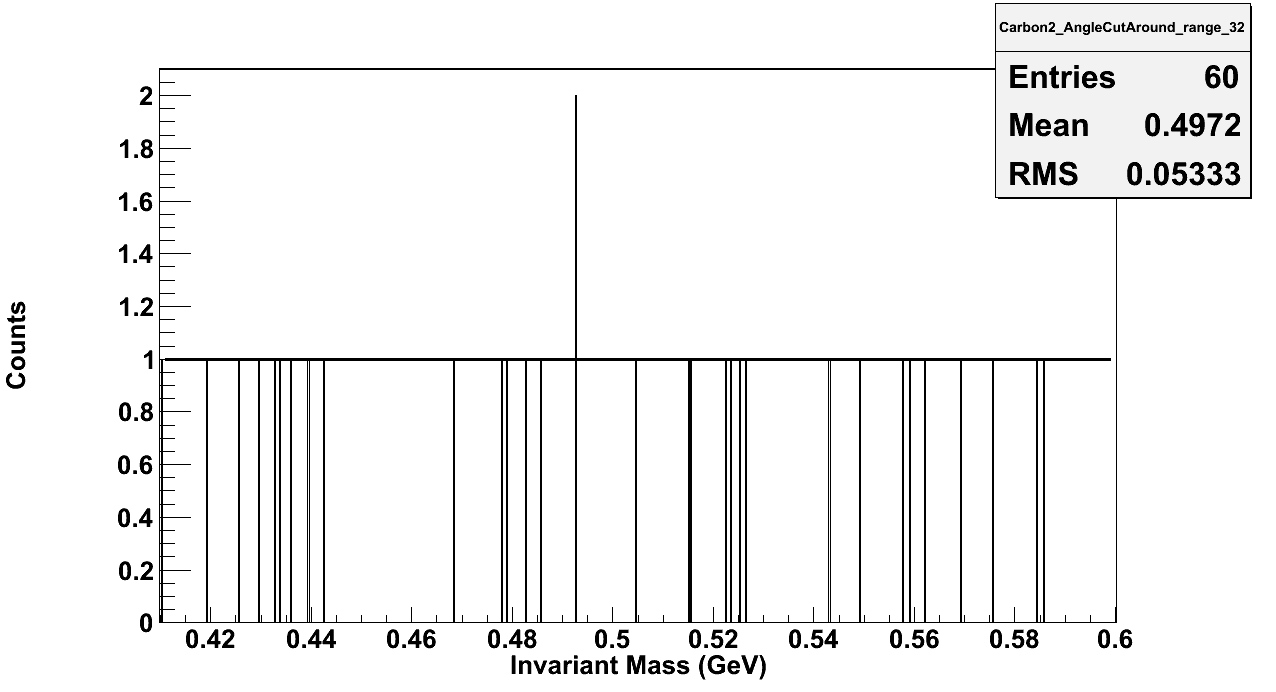 Carbon2_AngleCutAround_range_32
Entries 60
Mean 0.4972
RMS 0.05333
2
1.8
1.6
1.4
1.2
1
0.8
0.6
0.4
0.2
0
Counts
0.42 0.44 0.46 0.48 0.5 0.52 0.54 0.56 0.58 0.6
Invariant Mass (GeV)